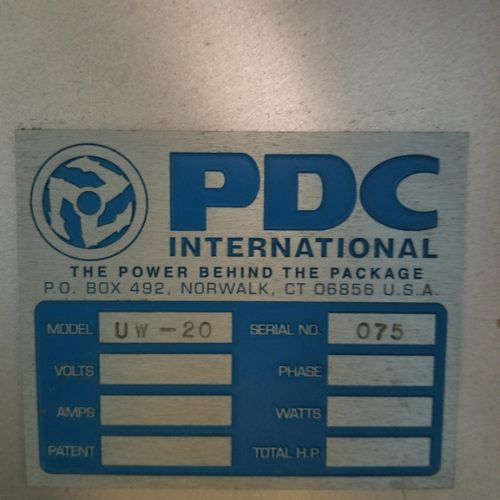 PDC
INTERNATIONAL
THE POWER BEHIND THE PACKAGE
P.O. BOX 492, NORWALK, CT 06856 U.S.A.
MODEL UW-20 SERIAL NO. 075
VOLTS PHASE
AMPS WATTS
PATENT TOTAL H.P.